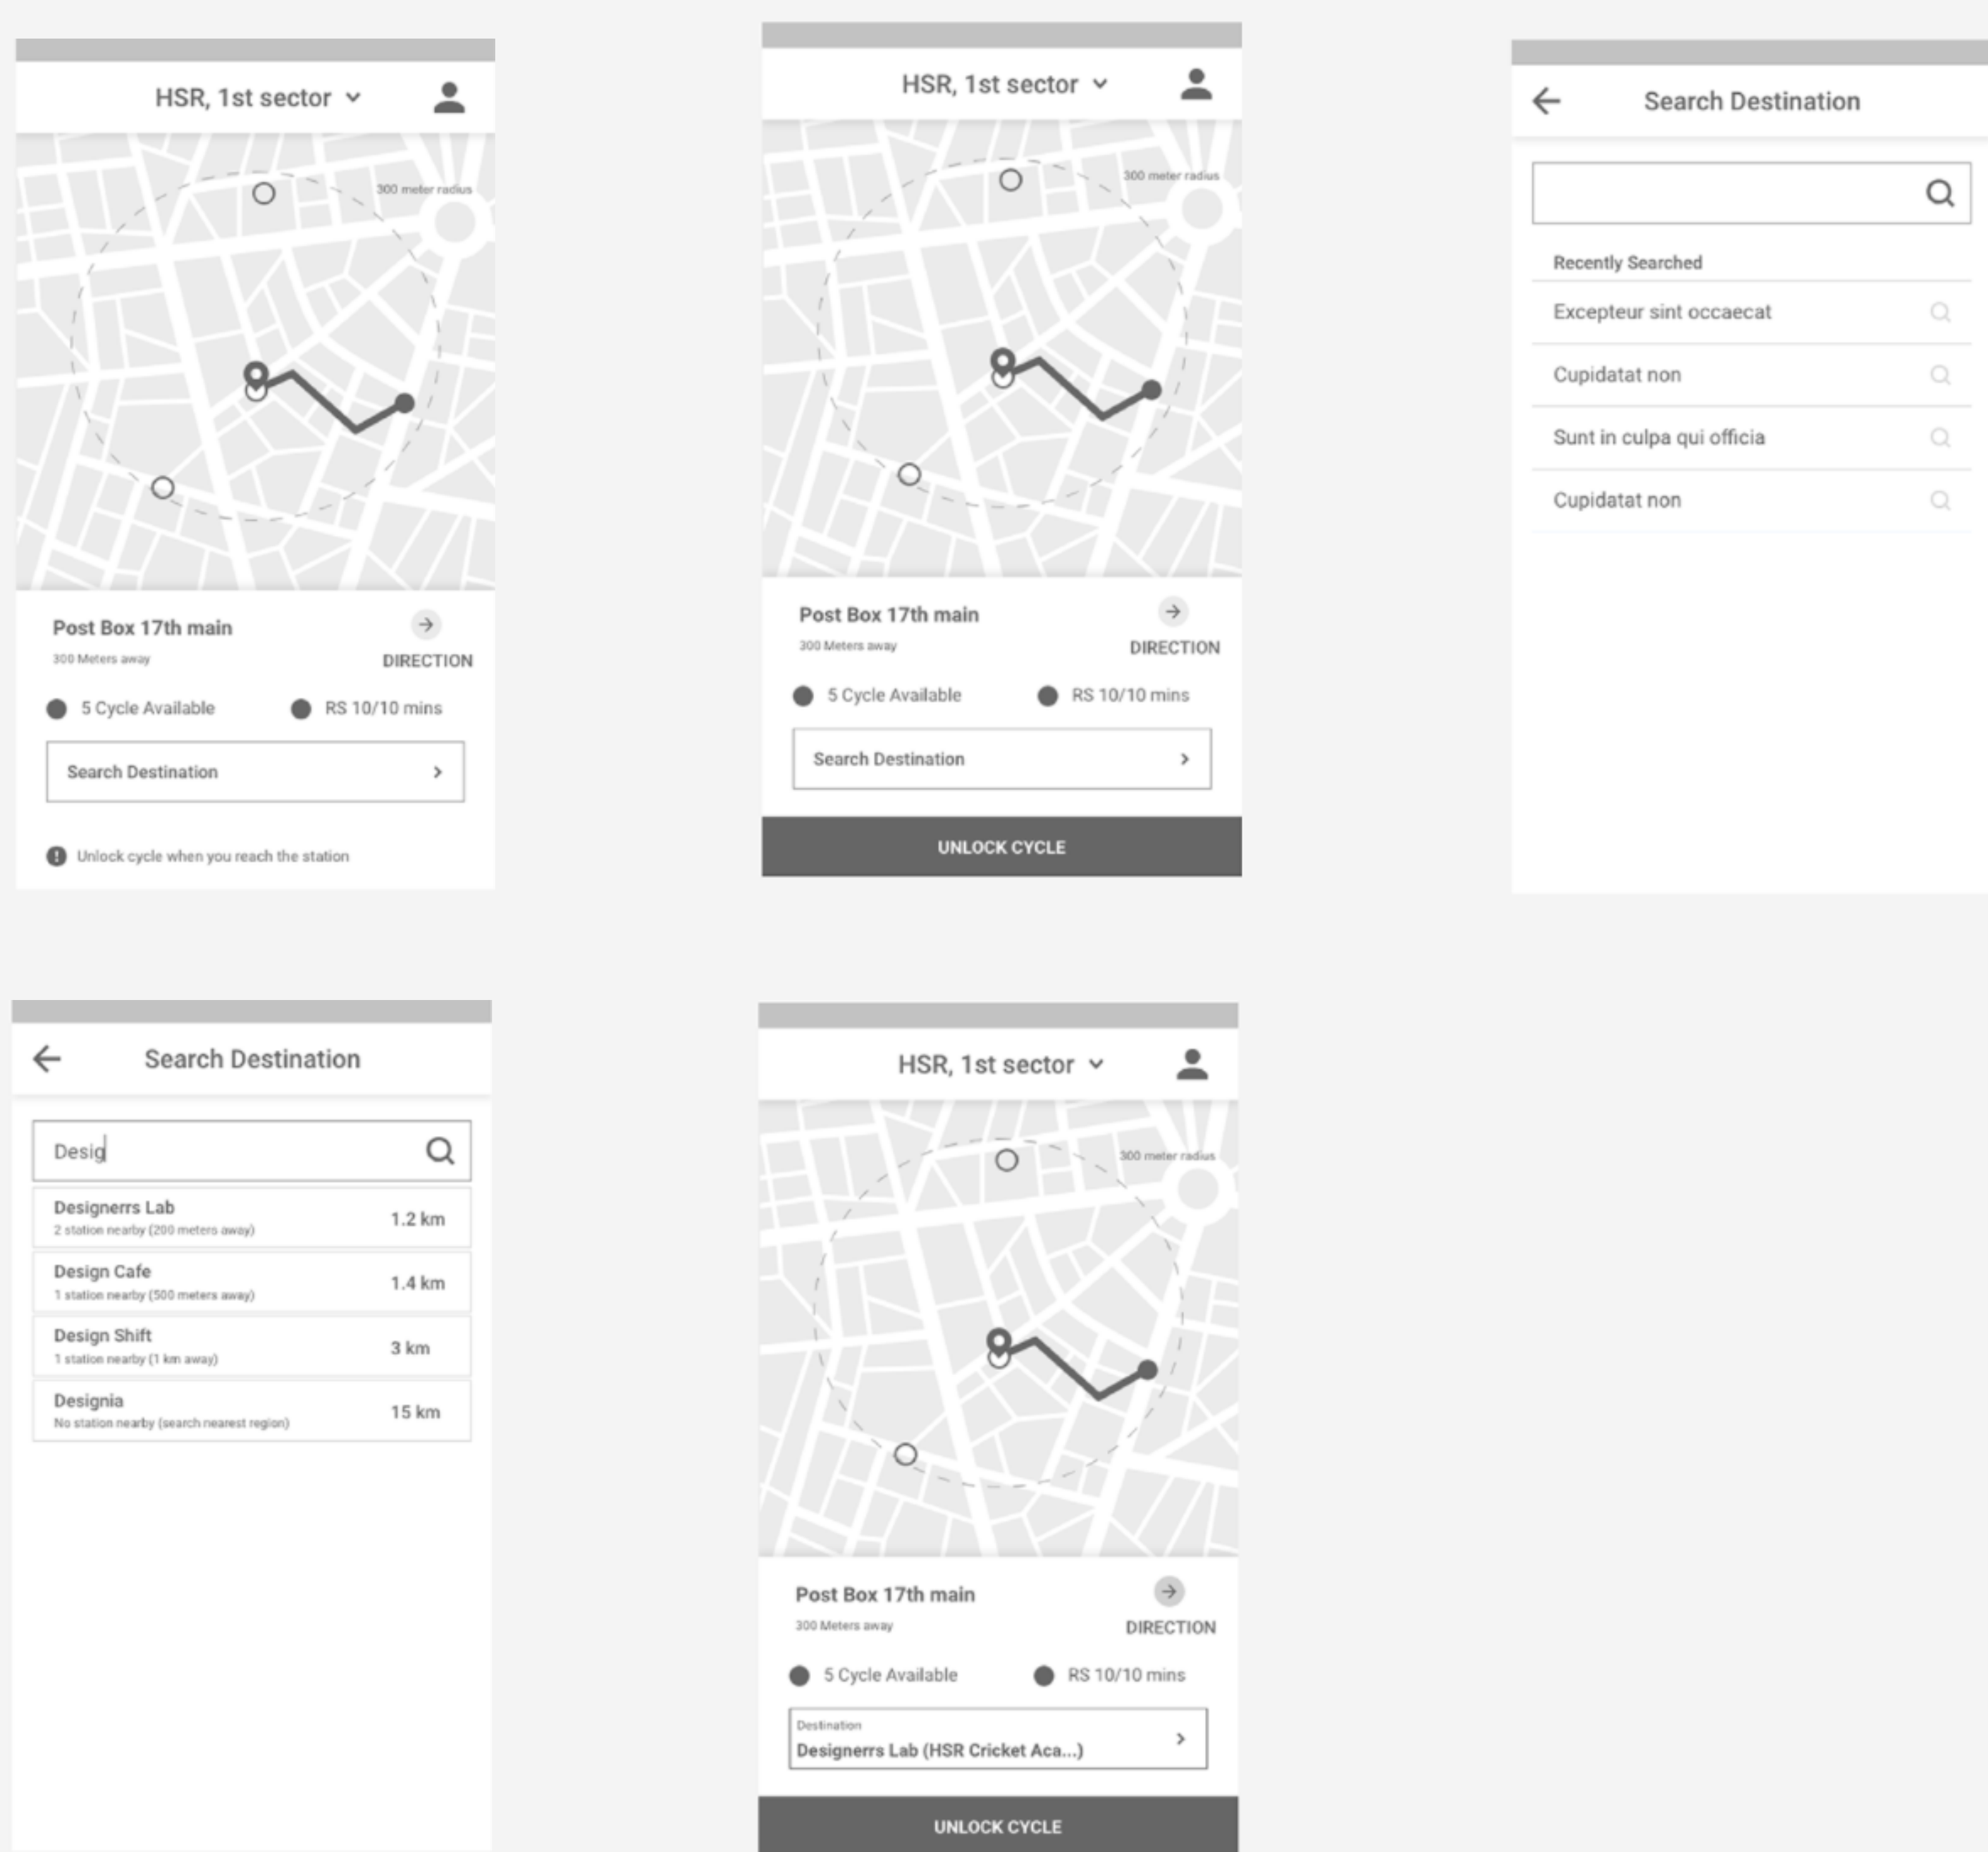 HSR, 1st sector
300 meter radius
Post Box 17th main
300 Meters away
DIRECTION
5 Cycle Available
RS 10/10 mins
Search Destination
Unlock cycle when you reach the station
HSR, 1st sector
300 meter radius
Post Box 17th main
300 Meters away
DIRECTION
5 Cycle Available
RS 10/10 mins
Search Destination
UNLOCK CYCLE
Search Destination
Recently Searched
Excepteur sint occaecat
Cupidatat non
Sunt in culpa qui officia
Cupidatat non
Search Destination
Desig
Designerrs Lab
2 station nearby (200 meters away)
1.2 km
Design Cafe
1 station nearby (500 meters away)
1.4 km
Design Shift
1 station nearby (1 km away)
3 km
Designia
No station nearby (search nearest region)
15 km
HSR, 1st sector
300 meter radius
Post Box 17th main
300 Meters away
DIRECTION
5 Cycle Available
RS 10/10 mins
Destination
Designerrs Lab (HSR Cricket Aca...)
UNLOCK CYCLE